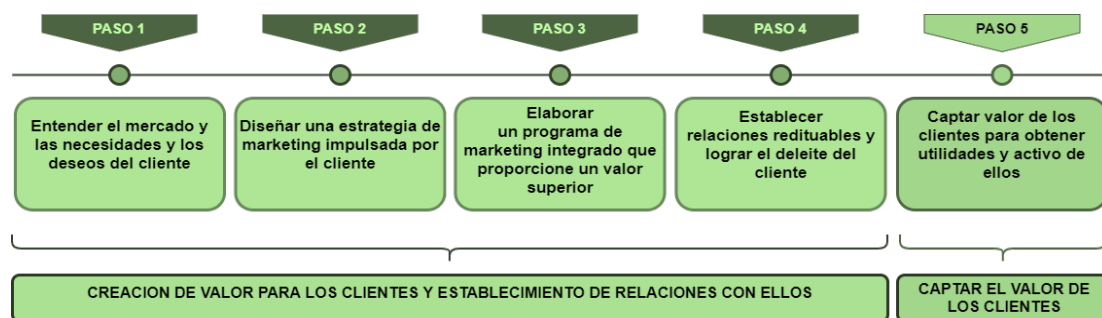 PASO 1
PASO 2
PASO 3
PASO 4
PASO 5
Entender el mercado y
las necesidades y los
deseos del cliente
Diseñar una estrategia de
marketing impulsada por
el cliente
Elaborar
un programa de
marketing integrado que
proporcione un valor
superior
Establecer
relaciones redituables y
lograr el deleite del
cliente
Captar valor de los
clientes para obtener
utilidades y activo de
ellos
CREACION DE VALOR PARA LOS CLIENTES Y ESTABLECIMIENTO DE RELACIONES CON ELLOS
CAPTAR EL VALOR DE
LOS CLIENTES